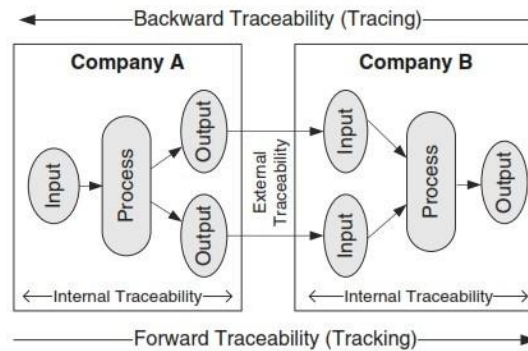 Backward Traceability (Tracing)
Company A
Company B
Input
Process
Output
Output
External
Traceability
Input
Input
Process
Output
Internal Traceability
Internal Traceability
Forward Traceability (Tracking)